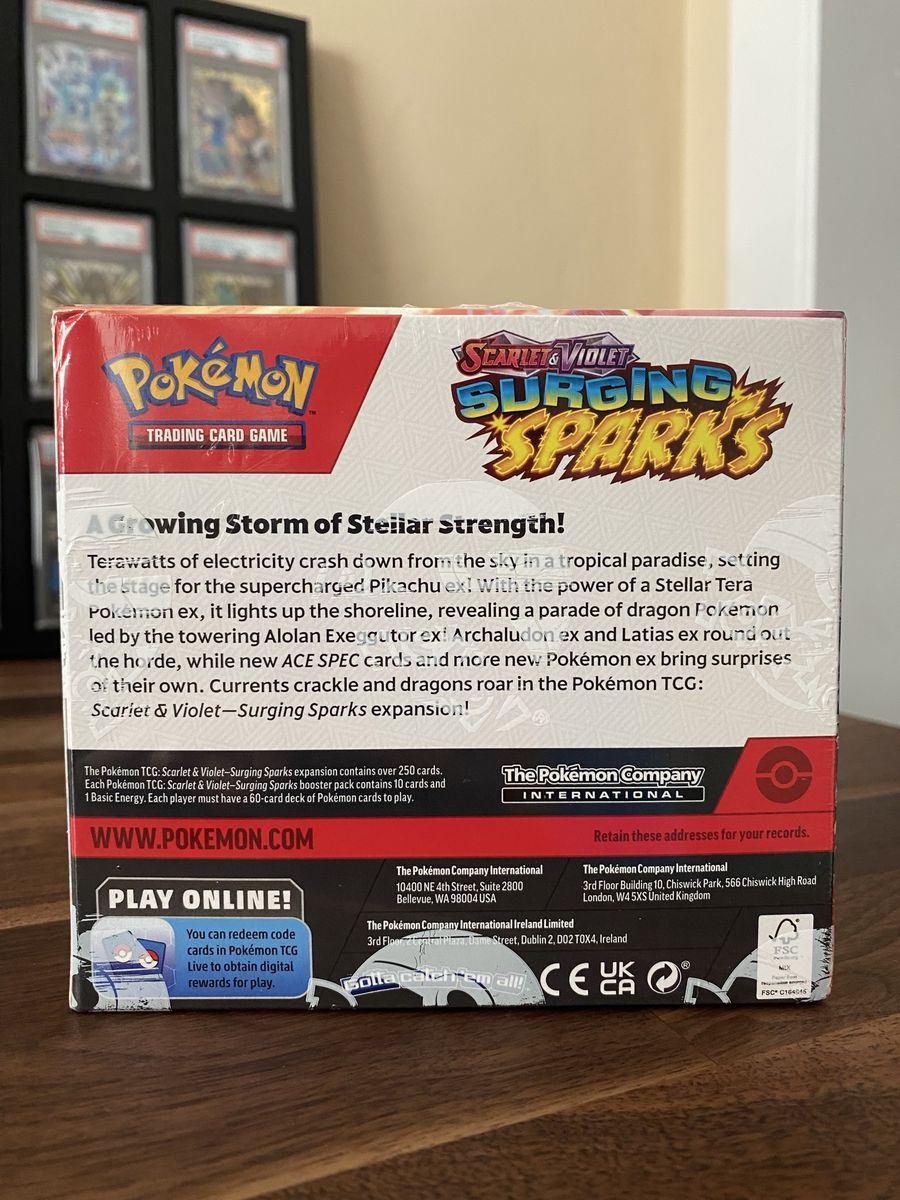 POKéMON™
TRADING CARD GAME
SCARLET & VIOLET
SURGING
SPARKS
A Growing Storm of Stellar Strength!
Terawatts of electricity crash down from the sky in a tropical paradise, setting
the stage for the supercharged Pikachu ex! With the power of a Stellar Tera
Pokémon ex, it lights up the shoreline, revealing a parade of dragon Pokémon
led by the towering Alolan Exeggutor ex! Archaludon ex and Latias ex round out
the horde, while new ACE SPEC cards and more new Pokémon ex bring surprises
of their own. Currents crackle and dragons roar in the Pokémon TCG:
Scarlet & Violet—Surging Sparks expansion!
The Pokémon TCG: Scarlet & Violet—Surging Sparks expansion contains over 250 cards.
Each Pokémon TCG: Scarlet & Violet—Surging Sparks booster pack contains 10 cards and
1 Basic Energy. Each player must have a 60-card deck of Pokémon cards to play.
The Pokémon Company
INTERNATIONAL
WWW.POKEMON.COM
Retain these addresses for your records.
PLAY ONLINE!
You can redeem code
cards in Pokémon TCG
Live to obtain digital
rewards for play.
The Pokémon Company International
10400 NE 4th Street, Suite 2800
Bellevue, WA 98004 USA
The Pokémon Company International
3rd Floor Building 10, Chiswick Park, 566 Chiswick High Road
London, W4 5XS United Kingdom
The Pokémon Company International Ireland Limited
3rd Floor, 2 Central Plaza, Dame Street, Dublin 2, D02 T0X4, Ireland
Gotta catch 'em all!
CE
UK
CA
®
FSC
MIX